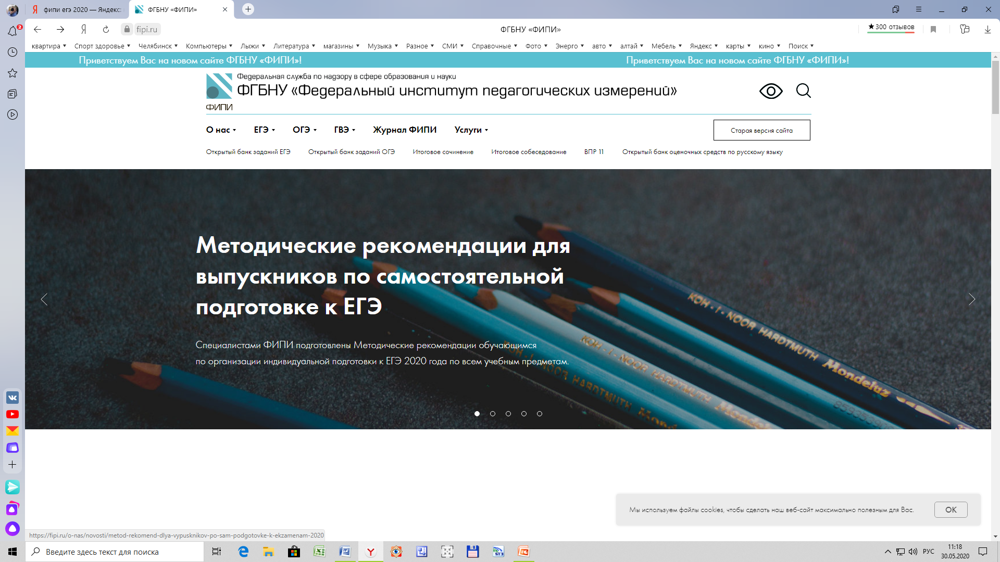 фипи егэ 2020 — Яндекс:
ФГБНУ «ФИПИ»
2
fipi.ru
ФГБНУ «ФИПИ»
★300 отзывов
квартира
Спорт здоровье
Челябинск
Компьютеры
Лыжи
Литература
магазины
Музыка
Разное
СМИ
Справочные
Фото
Энерго
авто
алтай
Мебель
Яндекс
карты
кино
Поиск
Приветствуем Вас на новом сайте ФГБНУ «ФИПИ»!
Приветствуем Вас на новом сайте ФГБНУ «ФИПИ»!
Федеральная служба по надзору в сфере образования и науки
ФГБНУ «Федеральный институт педагогических измерений»
ФИПИ
О нас
ЕГЭ
ОГЭ
ГВЭ
Журнал ФИПИ
Услуги
Старая версия сайта
Открытый банк заданий ЕГЭ
Открытый банк заданий ОГЭ
Итоговое сочинение
Итоговое собеседование
ВПР 11
Открытый банк оценочных средств по русскому языку
Методические рекомендации для
выпускников по самостоятельной
подготовке к ЕГЭ
Специалистами ФИПИ подготовлены Методические рекомендации обучающимся
по организации индивидуальной подготовки к ЕГЭ 2020 года по всем учебным предметам.
KOH-I-NOOR HARDTMUTH Mondeluz
KOH-I-NOOR HARDTMUTH
KOH-I-NOOR HARDTMUTH
Мы используем файлы cookies, чтобы сделать наш веб-сайт максимально полезным для Вас.
OK
https://fipi.ru/o-nas/novosti/metod-rekomend-dlya-vypusknikov-po-sam-podgotovke-k-ekzamenam-2020
Введите здесь текст для поиска
РУС
11:18
30.05.2020